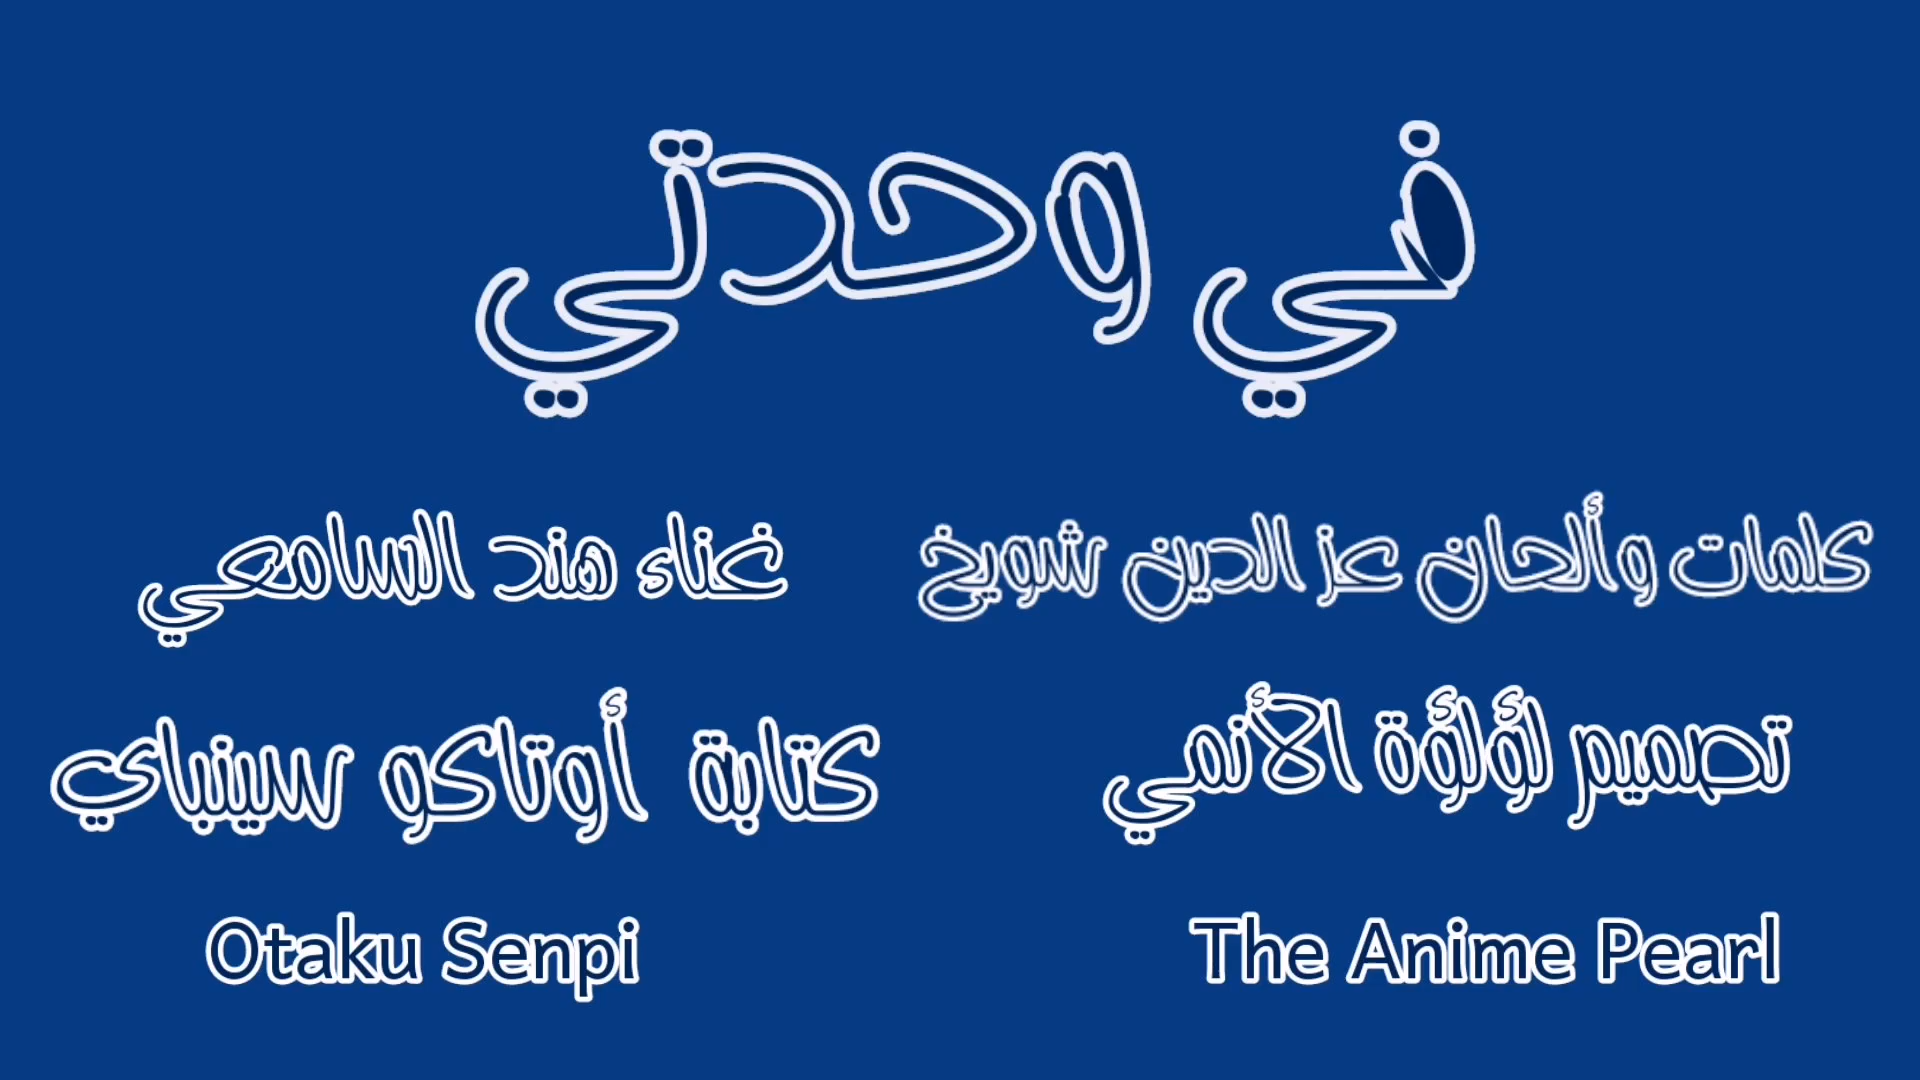 في وحدتي
كلمات وألحان عز الدين شويخ
غناء هند السامعي
تصميم لؤلؤة الأنمي
كتابة أوتاكو سينباي
The Anime Pearl
Otaku Senpi